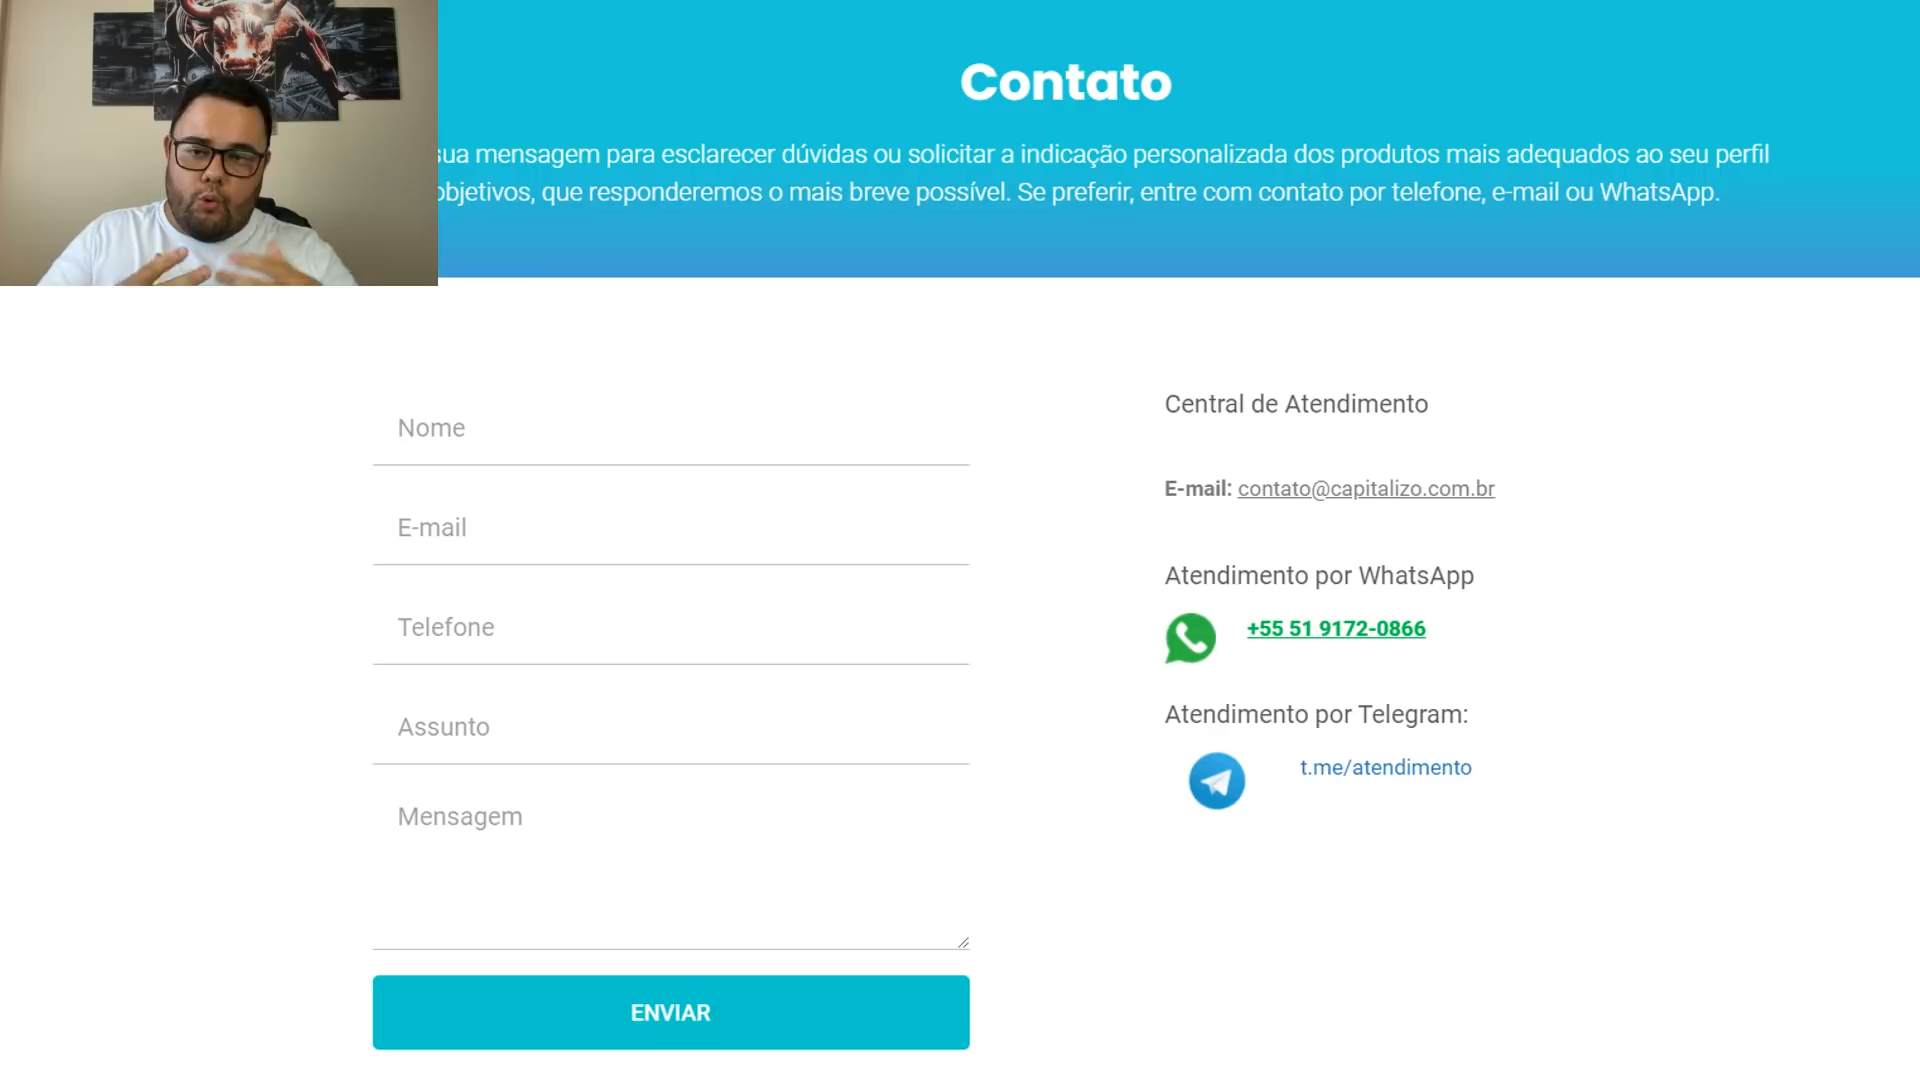 Contato
sua mensagem para esclarecer dúvidas ou solicitar a indicação personalizada dos produtos mais adequados ao seu perfil
objetivos, que responderemos o mais breve possível. Se preferir, entre com contato por telefone, e-mail ou WhatsApp.
Nome
E-mail
Telefone
Assunto
Mensagem
ENVIAR
Central de Atendimento
E-mail: contato@capitalizo.com.br
Atendimento por WhatsApp
+55 51 9172-0866
Atendimento por Telegram:
t.me/atendimento